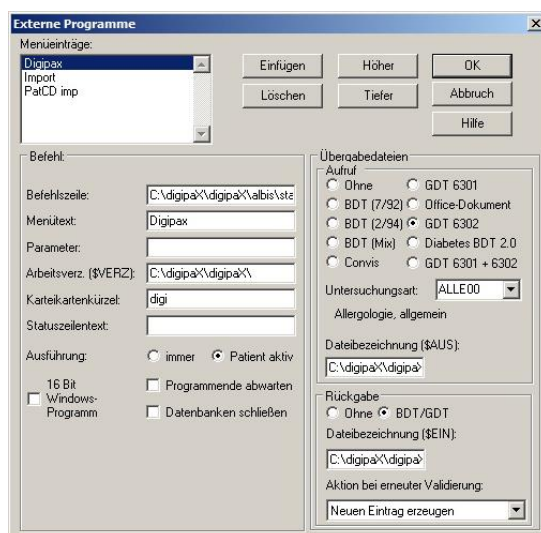 Externe Programme
Menüeinträge:
Digipax
Import
PatCD imp
Einfügen
Höher
OK
Löschen
Tiefer
Abbruch
Hilfe
Befehl:
Befehlszeile: C:\digipaX\digipaX\albis\sta
Menütext: Digipax
Parameter:
Arbeitsverz. ($VERZ): C:\digipaX\digipaX\
Karteikartenkürzel: digi
Statuszeilentext:
Ausführung: immer Patient aktiv
16 Bit Windows-Programm
Programmende abwarten
Datenbanken schließen
Übergabedateien
Aufruf
Ohne GDT 6301
BDT (7/92) Office-Dokument
BDT (2/94) GDT 6302
BDT (Mix) Diabetes BDT 2.0
Convis GDT 6301 + 6302
Untersuchungsart: ALLE00
Allergologie, allgemein
Dateibezeichnung ($AUS):
C:\digipaX\digipa
Rückgabe
Ohne BDT/GDT
Dateibezeichnung ($EIN):
C:\digipaX\digipa
Aktion bei erneuter Validierung:
Neuen Eintrag erzeugen